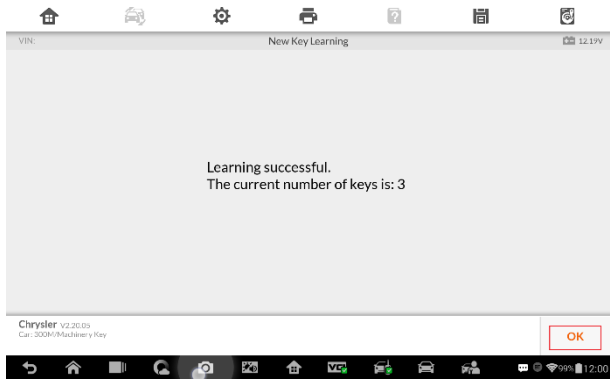 VIN:
New Key Learning
12.19V
Learning successful.
The current number of keys is: 3
Chrysler V2.20.05
Car: 300M/Machinery Key
OK
99% 12:00